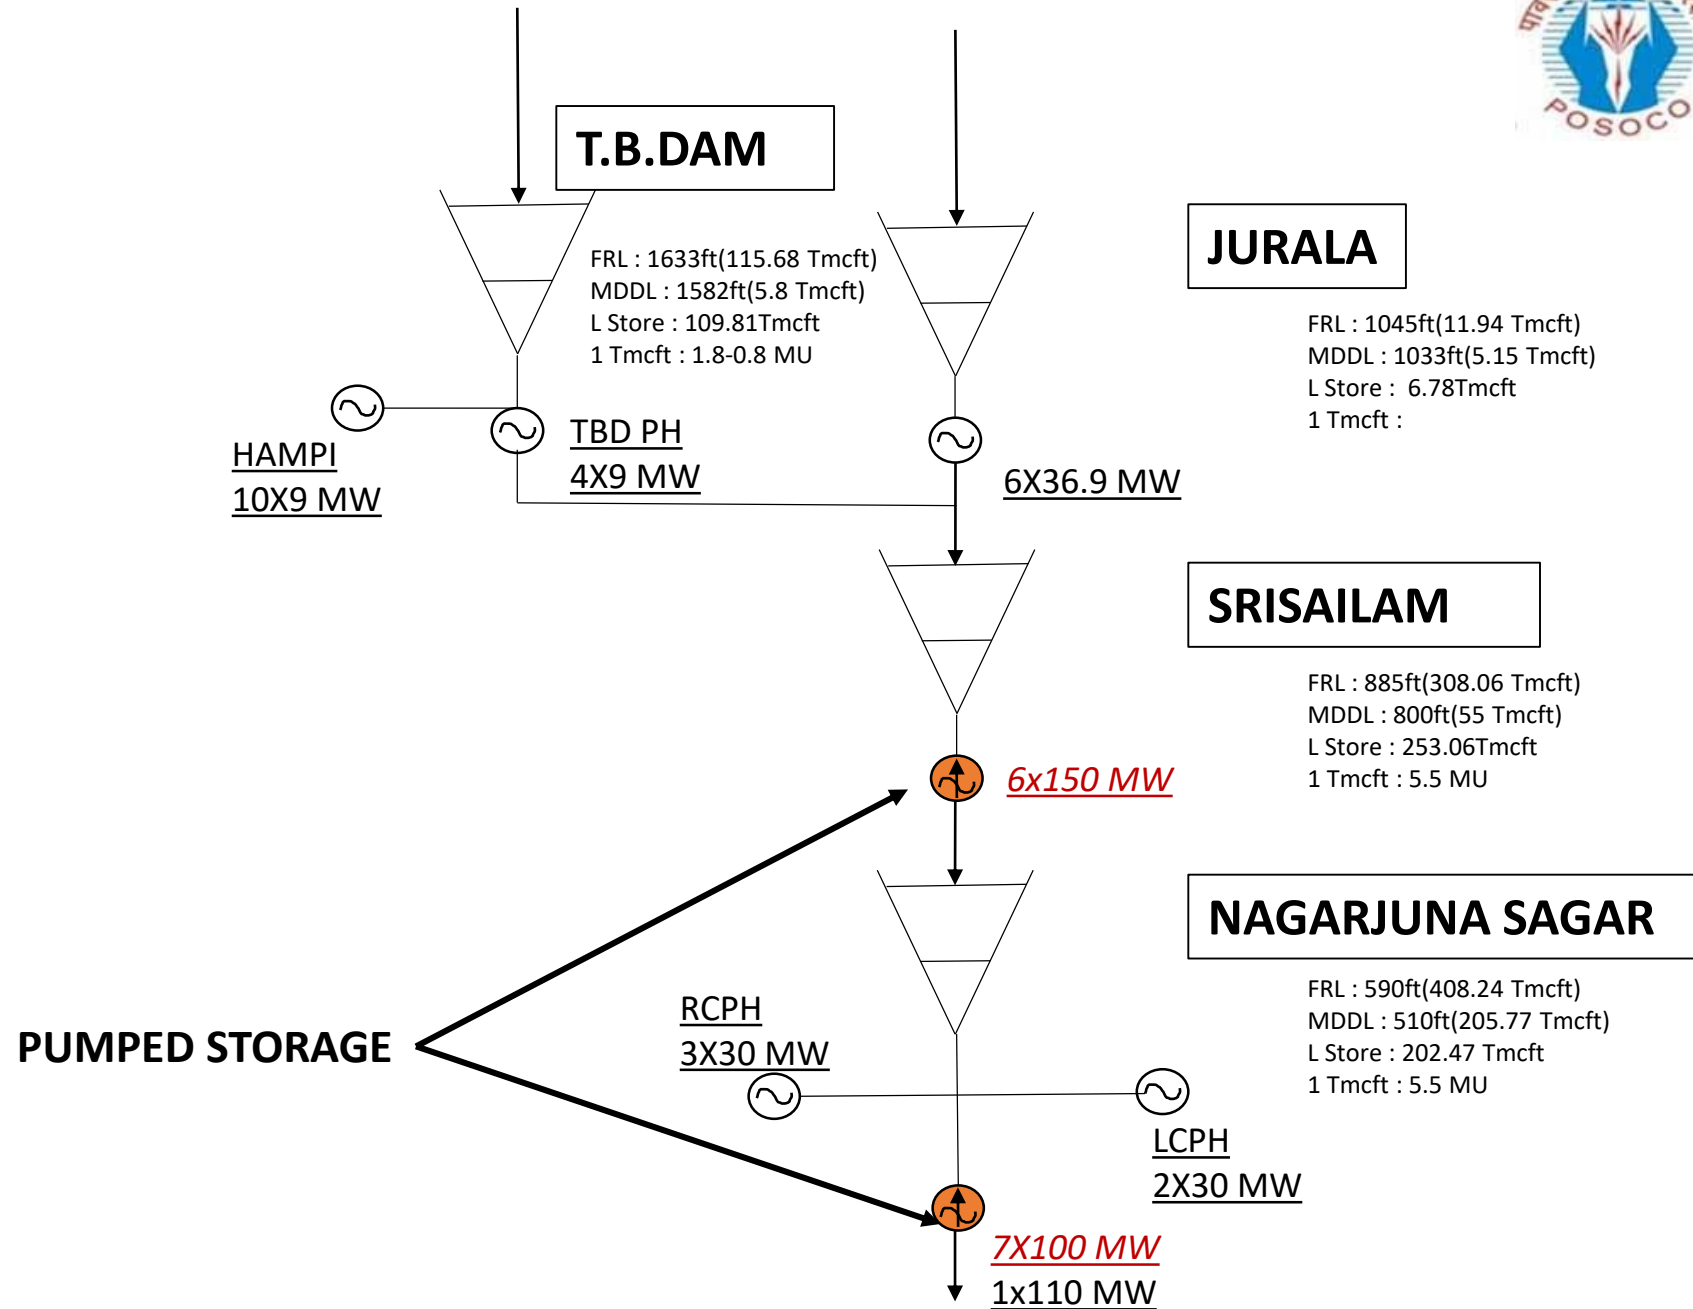 POSOCO
T.B.DAM
FRL : 1633ft(115.68 Tmcft)
MDDL : 1582ft(5.8 Tmcft)
L Store : 109.81Tmcft
1 Tmcft : 1.8-0.8 MU
JURALA
FRL : 1045ft(11.94 Tmcft)
MDDL : 1033ft(5.15 Tmcft)
L Store :  6.78Tmcft
1 Tmcft :
HAMPI
10X9 MW
TBD PH
4X9 MW
6X36.9 MW
SRISAILAM
FRL : 885ft(308.06 Tmcft)
MDDL : 800ft(55 Tmcft)
L Store : 253.06Tmcft
1 Tmcft : 5.5 MU
6x150 MW
NAGARJUNA SAGAR
FRL : 590ft(408.24 Tmcft)
MDDL : 510ft(205.77 Tmcft)
L Store : 202.47 Tmcft
1 Tmcft : 5.5 MU
PUMPED STORAGE
RCPH
3X30 MW
LCPH
2X30 MW
7X100 MW
1x110 MW